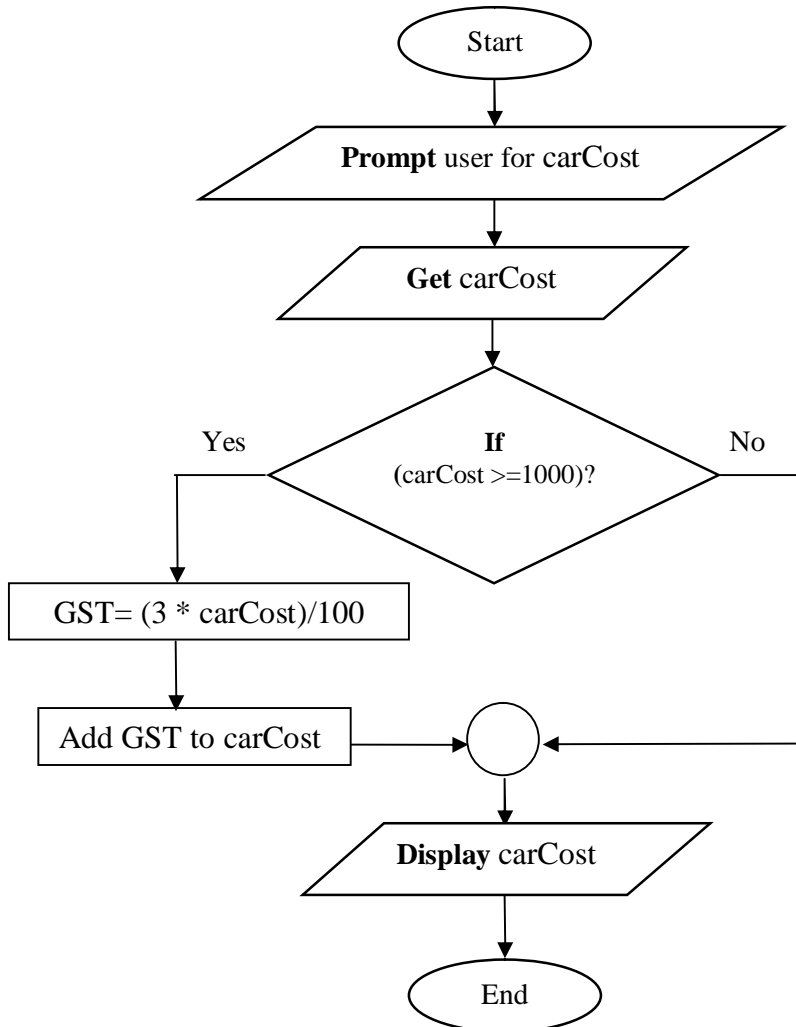 Start
Prompt user for carCost
Get carCost
Yes
If
(carCost >=1000)?
No
GST= (3 * carCost)/100
Add GST to carCost
Display carCost
End